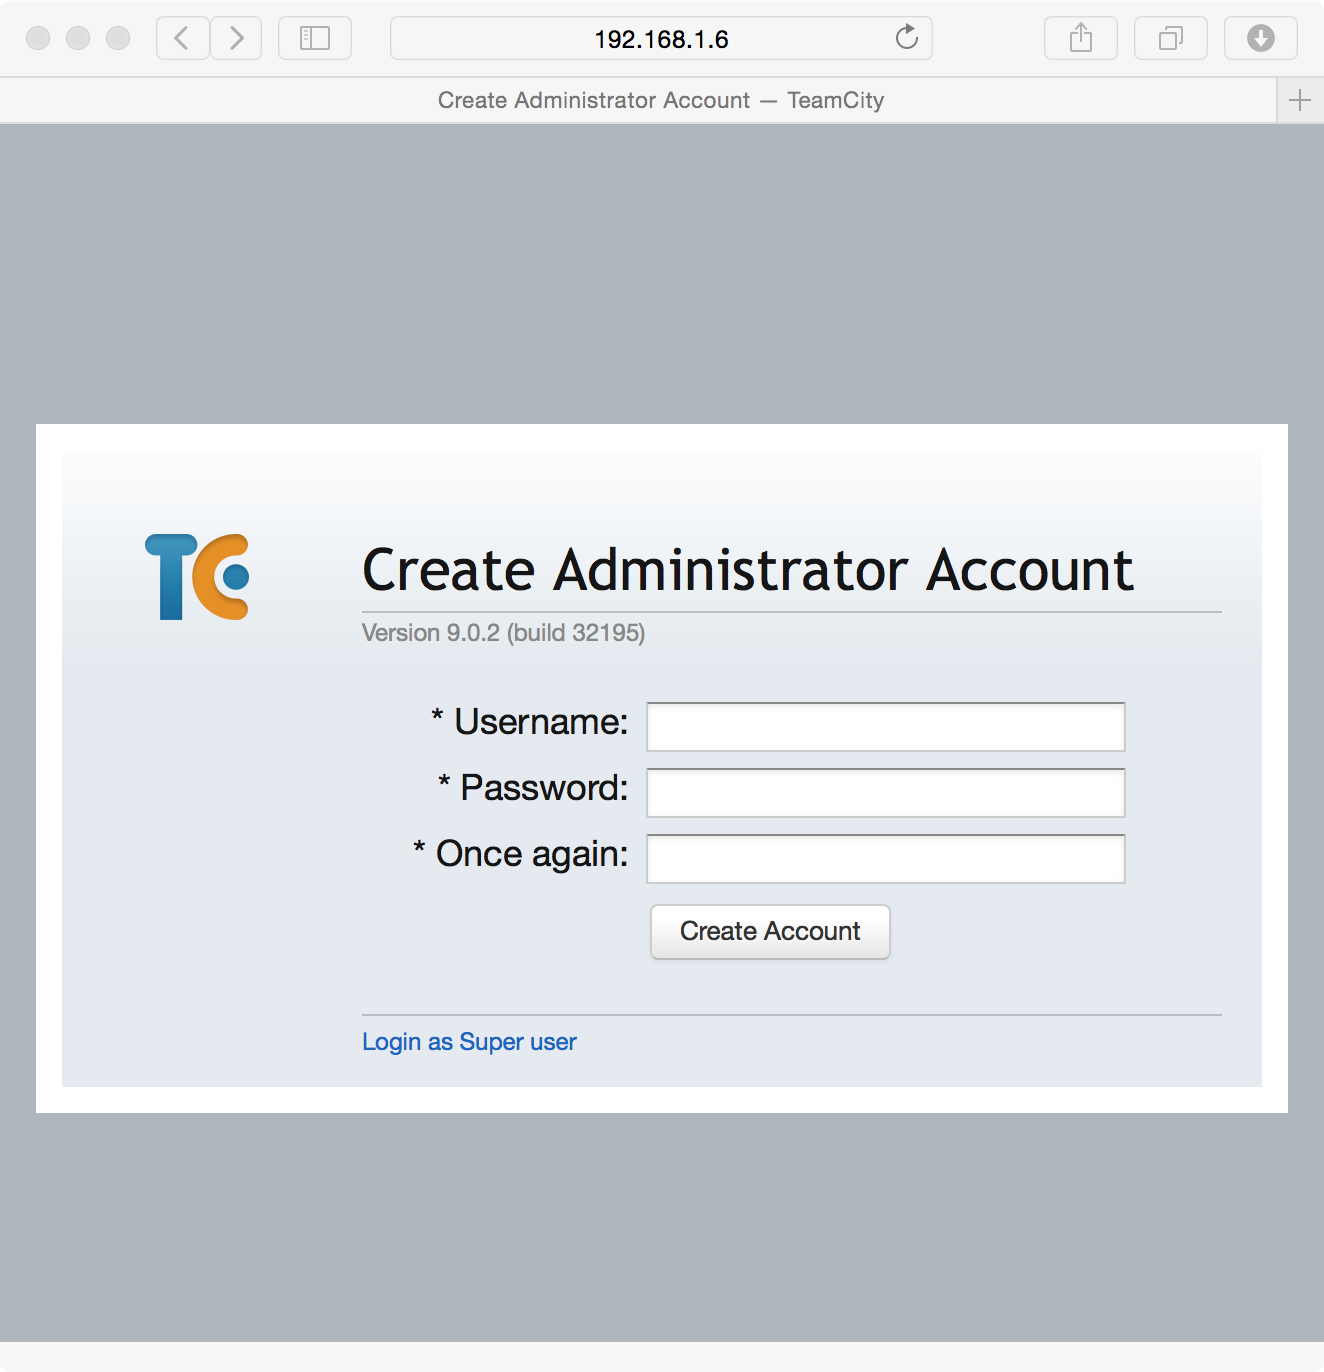 192.168.1.6
Create Administrator Account — TeamCity
TC
Create Administrator Account
Version 9.0.2 (build 32195)
* Username:
* Password:
* Once again:
Create Account
Login as Super user